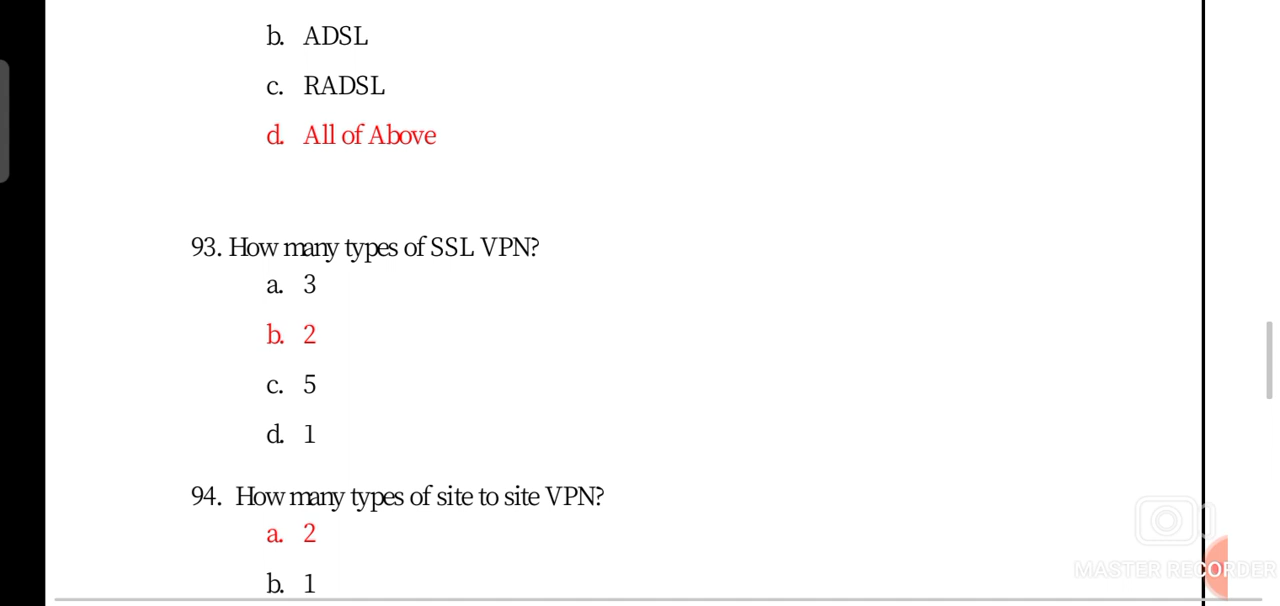 b. ADSL
c. RADSL
d. All of Above
93. How many types of SSL VPN?
a. 3
b. 2
c. 5
d. 1
94. How many types of site to site VPN?
a. 2
b. 1
MASTER RECORDER